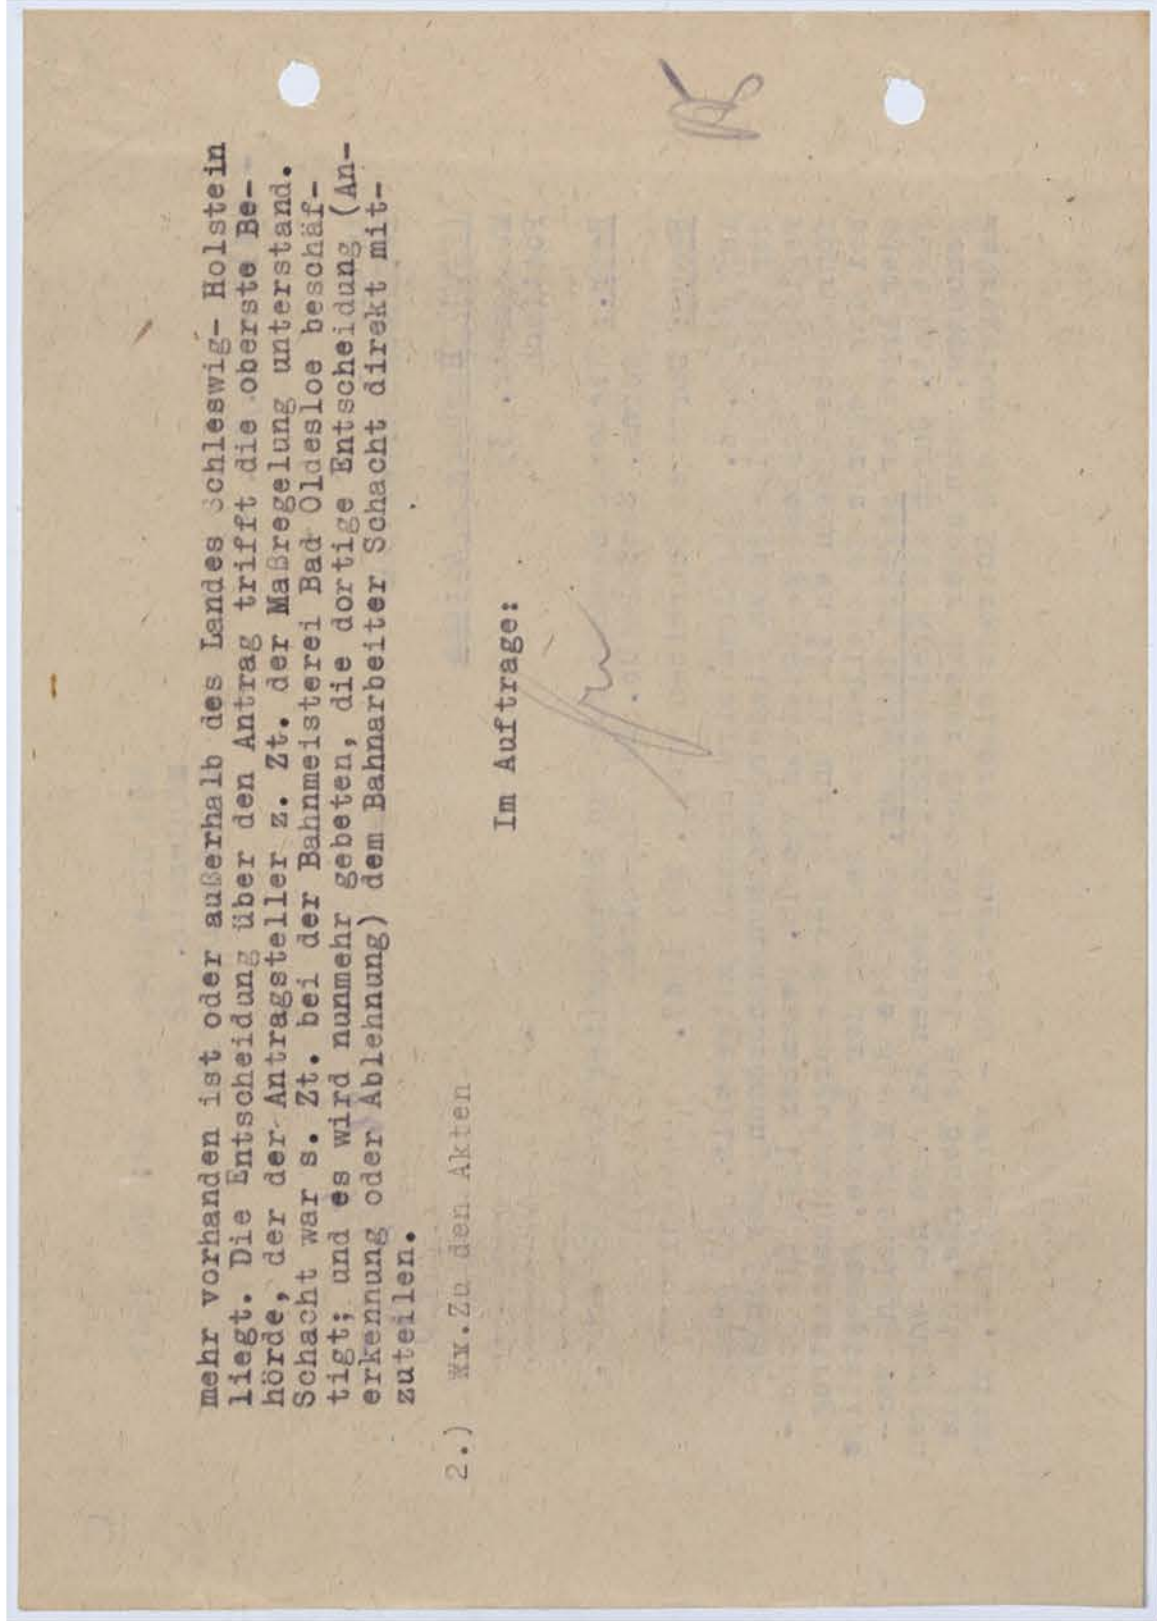 mehr vorhanden ist oder außerhalb des Landes Schleswig- Holstein
liegt. Die Entscheidung über den Antrag trifft die oberste Be-
hörde, der der Antragsteller z. Zt. der Maßregelung unterstand.
Schacht war s. Zt. bei der Bahnmeisterei Bad Oldesloe beschäf-
tigt; und es wird nunmehr gebeten, die dortige Entscheidung (An-
erkennung oder Ablehnung) dem Bahnarbeiter Schacht direkt mit-
zuteilen.
2.) Zu den Akten
Im Auftrage: